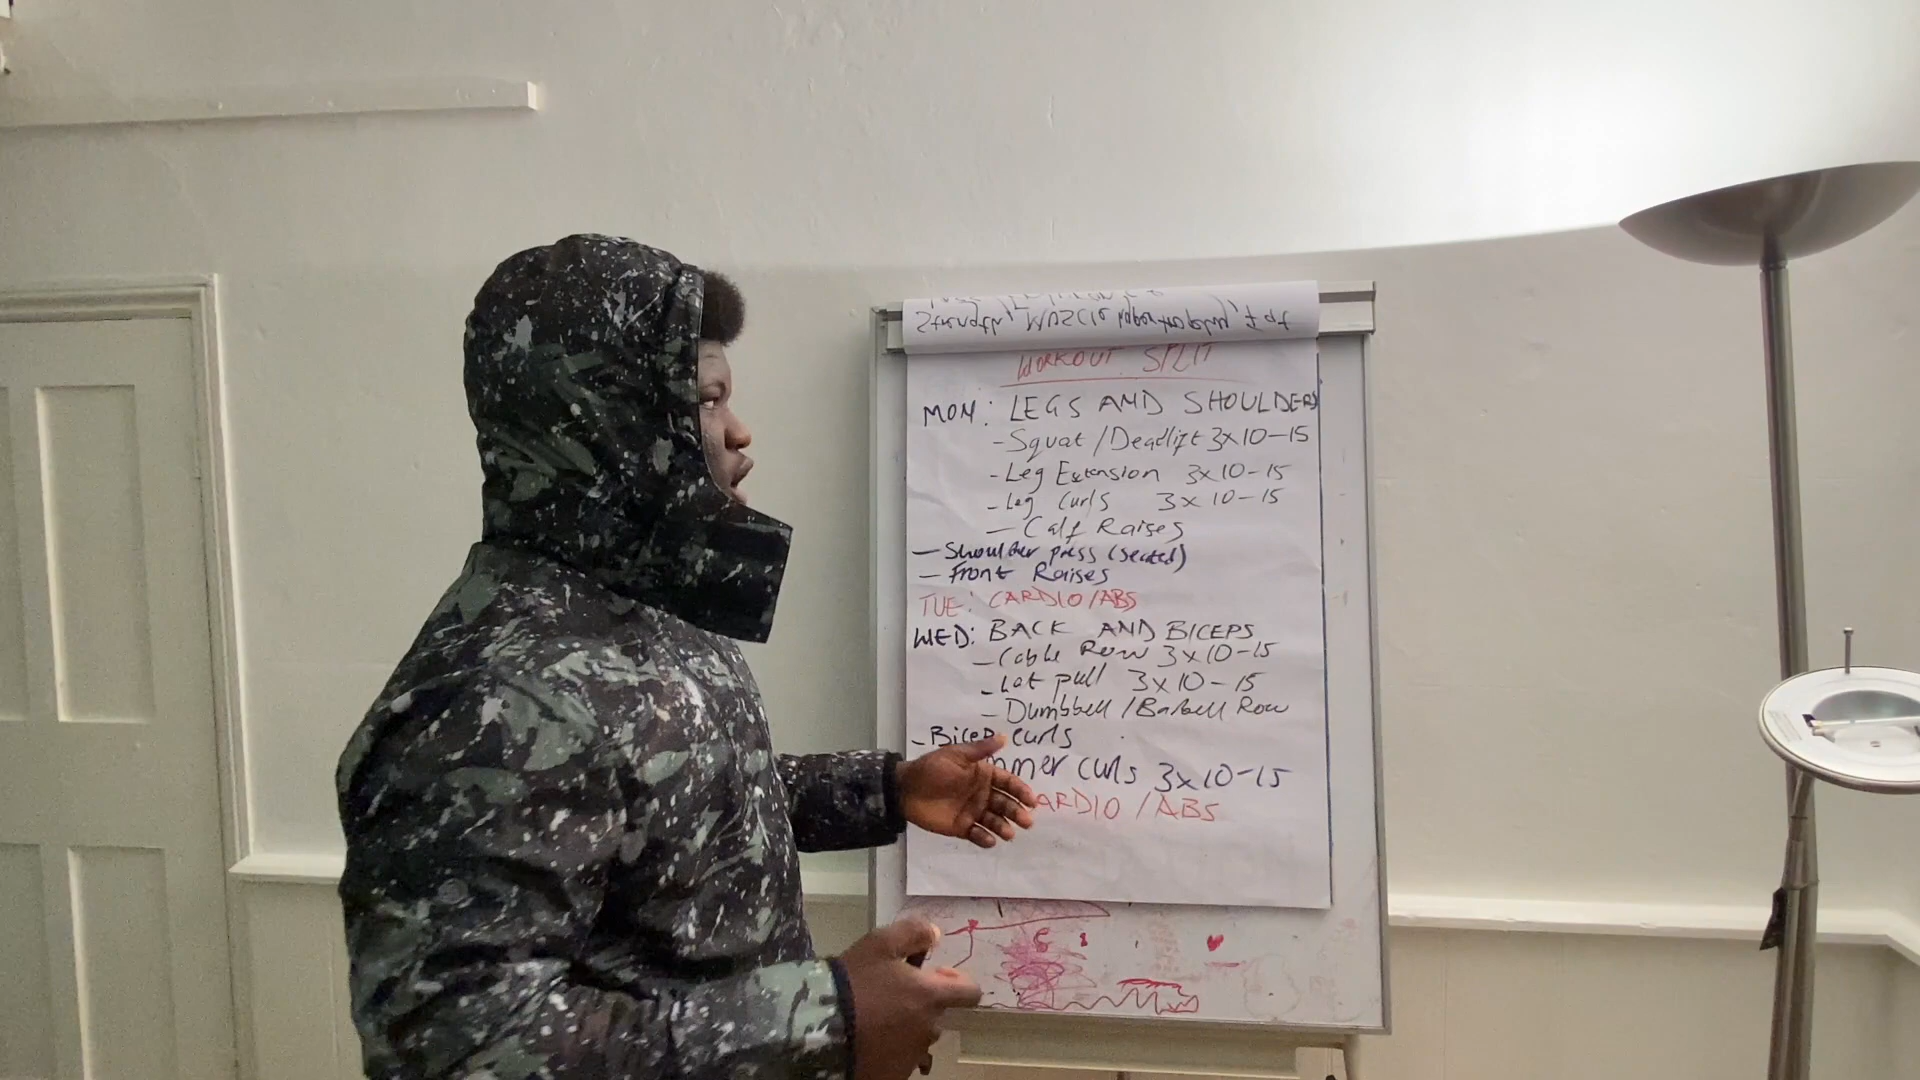 WORKOUT SPLIT
MON: LEGS AND SHOULDERS
- Squat / Deadlift 3x10-15
- Leg Extension 3x10-15
- Leg Curls 3x10-15
- Calf Raises
- Shoulder press (seated)
- Front Raises
TUE: CARDIO/ABS
WED: BACK AND BICEPS
- Cable Row 3x10-15
- Lat pull 3x10-15
- Dumbbell / Barbell Row
- Bicep curls
curls 3x10-15
/ABS